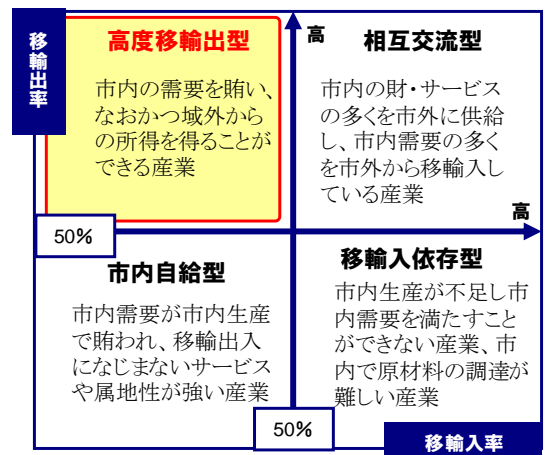 移輸出率
高度移輸出型
市内の需要を賄い、
なおかつ域外から
の所得を得ることが
できる産業
高
相互交流型
市内の財・サービス
の多くを市外に供給
し、市内需要の多く
を市外から移輸入し
ている産業
高
50%
市内自給型
市内需要が市内生産
で賄われ、移輸出入
になじまないサービス
や属地性が強い産業
移輸入依存型
市内生産が不足し市
内需要を満たすこと
ができない産業、市
内で原材料の調達が
難しい産業
50%
移輸入率